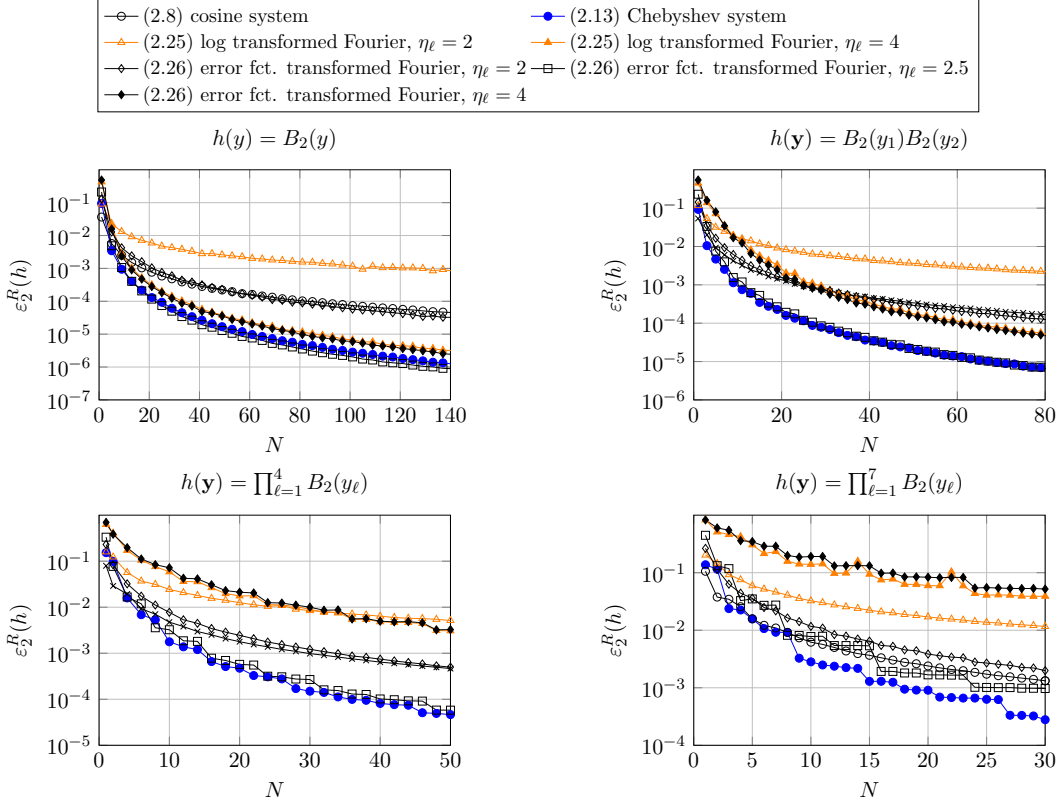 (2.8) cosine system
(2.13) Chebyshev system
(2.25) log transformed Fourier, η_ℓ = 2
(2.25) log transformed Fourier, η_ℓ = 4
(2.26) error fct. transformed Fourier, η_ℓ = 2
(2.26) error fct. transformed Fourier, η_ℓ = 2.5
(2.26) error fct. transformed Fourier, η_ℓ = 4
h(y) = B_2(y)
10^{-1}
10^{-2}
10^{-3}
10^{-4}
10^{-5}
10^{-6}
10^{-7}
ε_2^R(h)
0 20 40 60 80 100 120 140
N
h(𝐲) = B_2(y_1)B_2(y_2)
10^{-1}
10^{-2}
10^{-3}
10^{-4}
10^{-5}
10^{-6}
ε_2^R(h)
0 20 40 60 80
N
h(𝐲) = ∏_{ℓ=1}^4 B_2(y_ℓ)
10^{-1}
10^{-2}
10^{-3}
10^{-4}
10^{-5}
ε_2^R(h)
0 10 20 30 40 50
N
h(𝐲) = ∏_{ℓ=1}^7 B_2(y_ℓ)
10^{-1}
10^{-2}
10^{-3}
10^{-4}
ε_2^R(h)
0 5 10 15 20 25 30
N